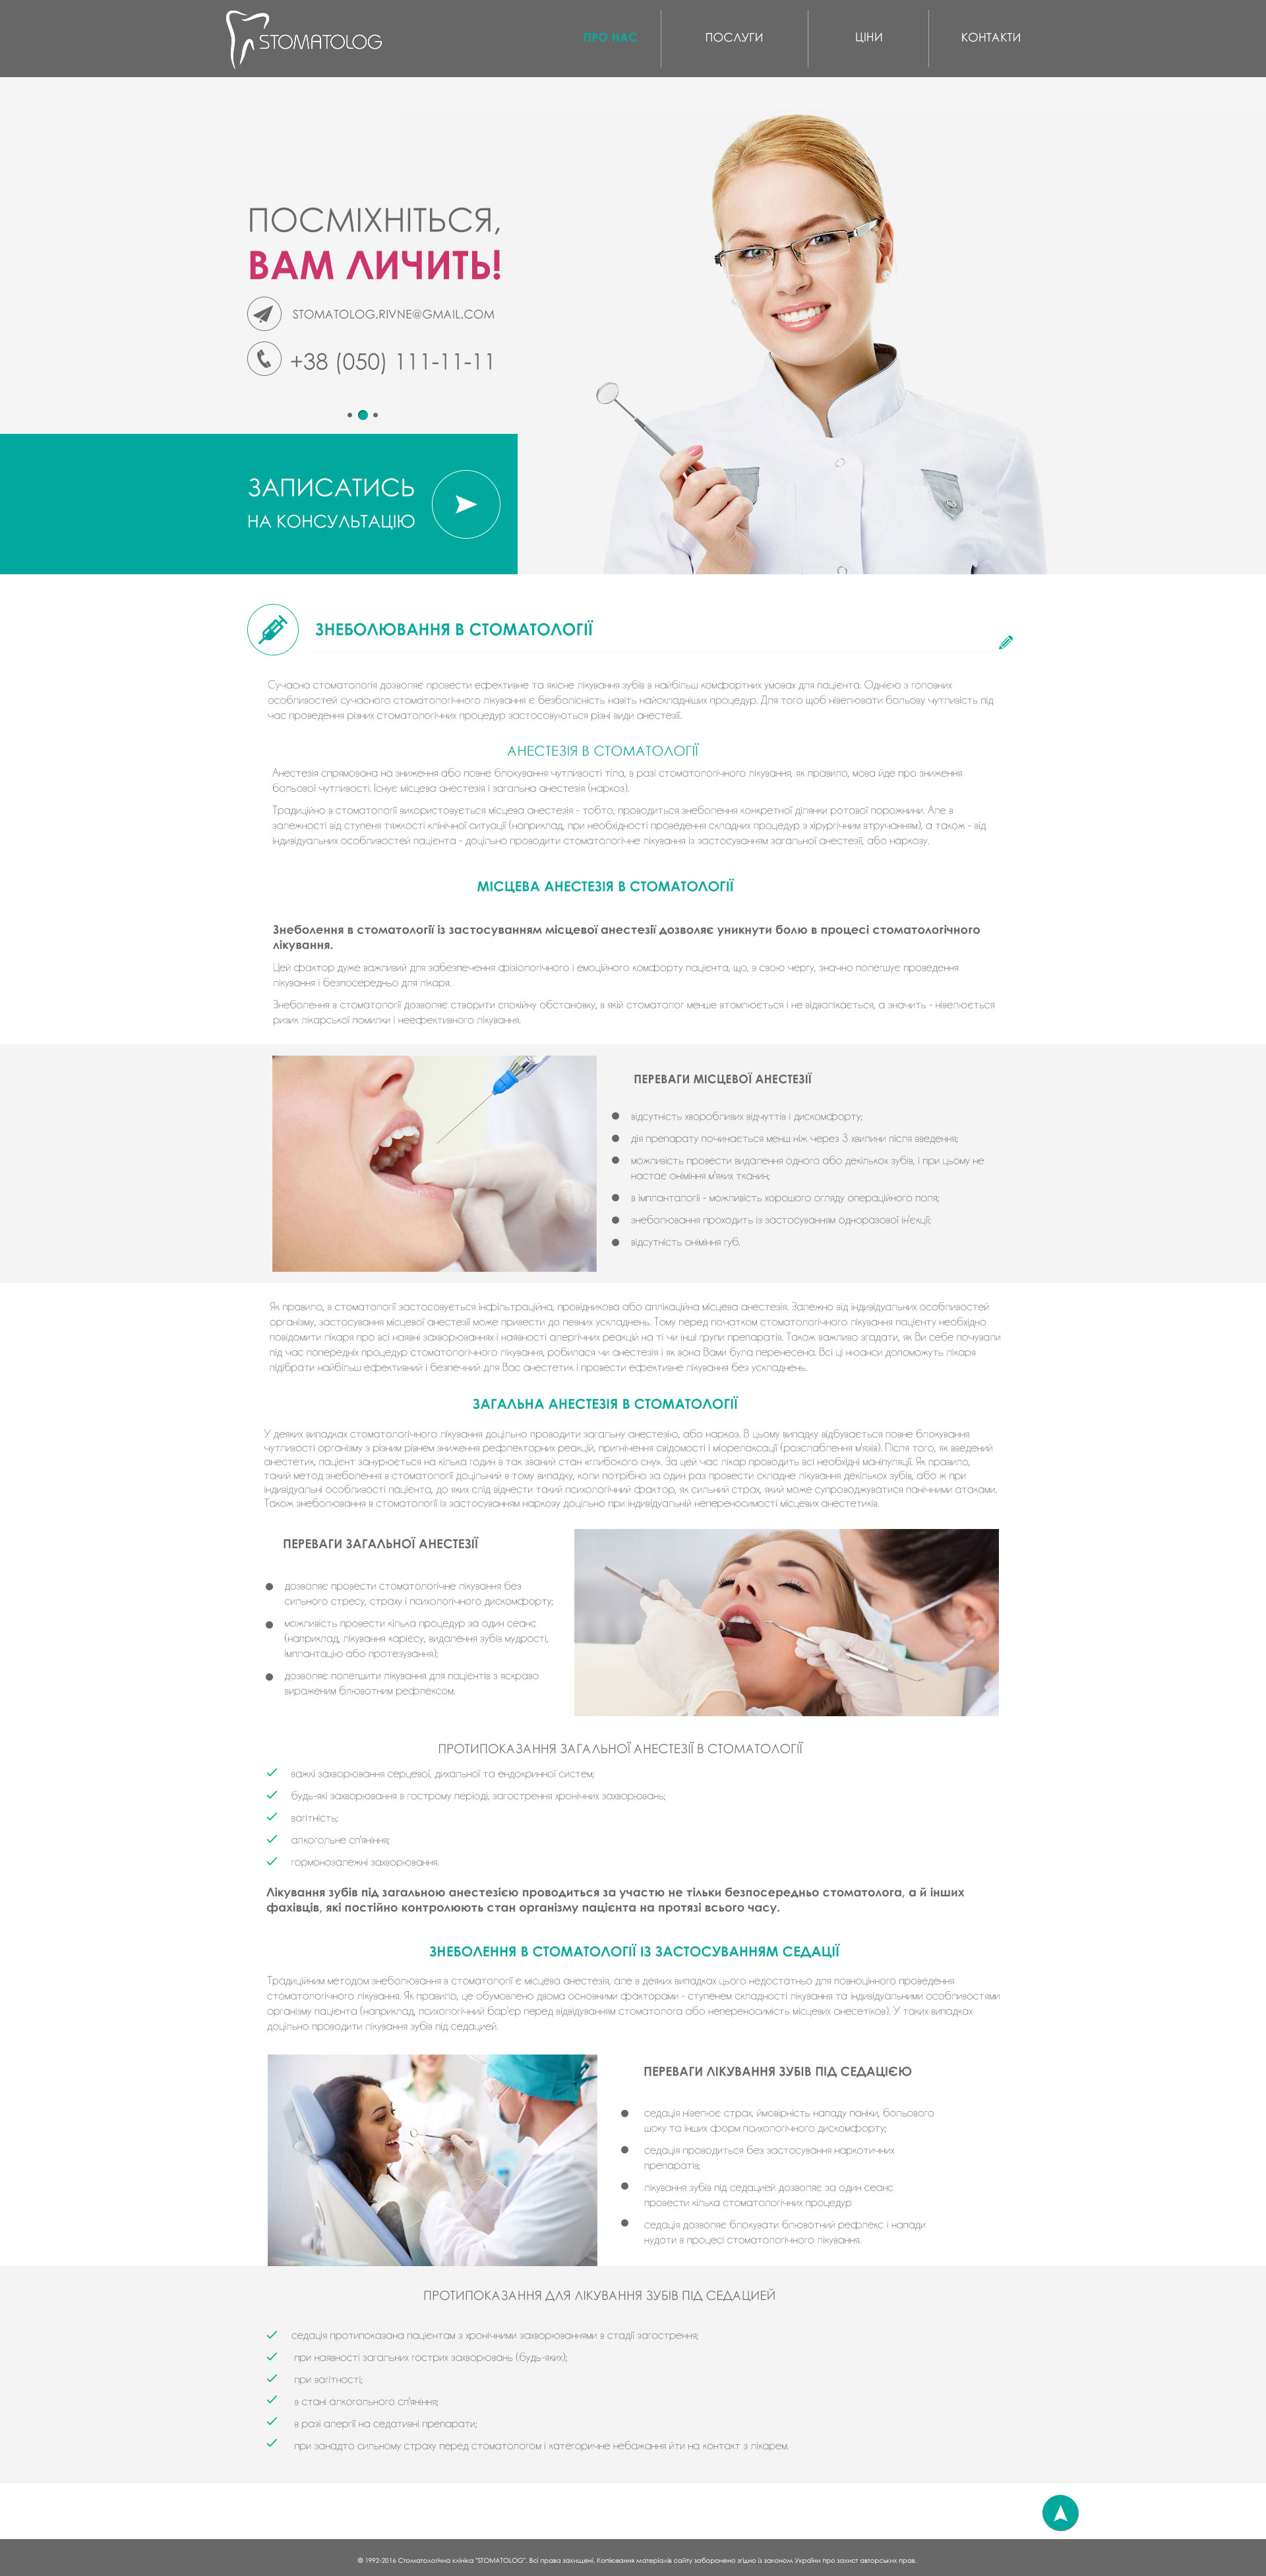 STOMATOLOG
ПРО НАС
ПОСЛУГИ
ЦІНИ
КОНТАКТИ
ПОСМІХНІТЬСЯ,
ВАМ ЛИЧИТЬ!
STOMATOLOG.RIVNE@GMAIL.COM
+38 (050) 111-11-11
ЗАПИСАТИСЬ
НА КОНСУЛЬТАЦІЮ
ЗНЕБОЛЮВАННЯ В СТОМАТОЛОГІЇ
Сучасна стоматологія дозволяє провести ефективне та якісне лікування зубів в найбільш комфортних умовах для пацієнта. Однією з головних
особливостей сучасного стоматологічного лікування є безболісність навіть найскладніших процедур. Для того щоб нівелювати больову чутливість під
час проведення різних стоматологічних процедур застосовуються різні види анестезії.
АНЕСТЕЗІЯ В СТОМАТОЛОГІЇ
Анестезія спрямована на зниження або повне блокування чутливості тіла, в разі стоматологічного лікування, як правило, мова йде про зниження
больової чутливості. Існує місцева анестезія і загальна анестезія (наркоз).
Традиційно в стоматології використовується місцева анестезія - тобто, проводиться знеболення конкретної ділянки ротової порожнини. Але в
залежності від ступеня тяжкості клінічної ситуації (наприклад, при необхідності проведення складних процедур з хірургічним втручанням), а також - від
індивідуальних особливостей пацієнта - доцільно проводити стоматологічне лікування із застосуванням загальної анестезії, або наркозу.
МІСЦЕВА АНЕСТЕЗІЯ В СТОМАТОЛОГІЇ
Знеболення в стоматології із застосуванням місцевої анестезії дозволяє уникнути болю в процесі стоматологічного
лікування.
Цей фактор дуже важливий для забезпечення фізіологічного і емоційного комфорту пацієнта, що, в свою чергу, значно полегшує проведення
лікування і безпосередньо для лікаря.
Знеболення в стоматології дозволяє створити спокійну обстановку, в якій стоматолог менше втомлюється і не відволікається, а значить - нівелюється
ризик лікарської помилки і неефективного лікування.
ПЕРЕВАГИ МІСЦЕВОЇ АНЕСТЕЗІЇ
відсутність хворобливих відчуттів і дискомфорту;
дія препарату починається менш ніж через 3 хвилини після введення;
можливість провести видалення одного або декількох зубів, і при цьому не
настає оніміння м'яких тканин;
в імпланталогіі - можливість хорошого огляду операційного поля;
знеболювання проходить із застосуванням одноразової ін'єкції;
відсутність оніміння губ.
Як правило, в стоматології застосовується інфільтраційна, провідникова або аплікаційна місцева анестезія. Залежно від індивідуальних особливостей
організму, застосування місцевої анестезії може привести до певних ускладнень. Тому перед початком стоматологічного лікування пацієнту необхідно
повідомити лікаря про всі наявні захворюваннях і наявності алергічних реакцій на ті чи інші групи препаратів. Також важливо згадати, як Ви себе почували
під час попередніх процедур стоматологічного лікування, робилася чи анестезія і як вона Вами була перенесена. Всі ці нюанси допоможуть лікаря
підібрати найбільш ефективний і безпечний для Вас анестетик і провести ефективне лікування без ускладнень.
ЗАГАЛЬНА АНЕСТЕЗІЯ В СТОМАТОЛОГІЇ
У деяких випадках стоматологічного лікування доцільно проводити загальну анестезію, або наркоз. В цьому випадку відбувається повне блокування
чутливості організму з різним рівнем зниження рефлекторних реакцій, пригнічення свідомості і міорелаксації (розслаблення м'язів). Після того, як введений
анестетик, пацієнт занурюється на кілька годин в так званий стан «глибокого сну». За цей час лікар проводить всі необхідні маніпуляції. Як правило,
такий метод знеболення в стоматології доцільний в тому випадку, коли потрібно за один раз провести складне лікування декількох зубів, або ж при
індивідуальні особливості пацієнта, до яких слід віднести такий психологічний фактор, як сильний страх, який може супроводжуватися панічними атаками.
Також знеболювання в стоматології із застосуванням наркозу доцільно при індивідуальній непереносимості місцевих анестетиків.
ПЕРЕВАГИ ЗАГАЛЬНОЇ АНЕСТЕЗІЇ
дозволяє провести стоматологічне лікування без
сильного стресу, страху і психологічного дискомфорту;
можливість провести кілька процедур за один сеанс
(наприклад, лікування карієсу, видалення зубів мудрості,
імплантацію або протезування);
дозволяє полегшити лікування для пацієнтів з яскраво
вираженим блювотним рефлексом.
ПРОТИПОКАЗАННЯ ЗАГАЛЬНОЇ АНЕСТЕЗІЇ В СТОМАТОЛОГІЇ
важкі захворювання серцевої, дихальної та ендокринної систем;
будь-які захворювання в гострому періоді, загострення хронічних захворювань;
вагітність;
алкогольне сп'яніння;
гормонозалежні захворювання.
Лікування зубів під загальною анестезією проводиться за участю не тільки безпосередньо стоматолога, а й інших
фахівців, які постійно контролюють стан організму пацієнта на протязі всього часу.
ЗНЕБОЛЕННЯ В СТОМАТОЛОГІЇ ІЗ ЗАСТОСУВАННЯМ СЕДАЦІЇ
Традиційним методом знеболювання в стоматології є місцева анестезія, але в деяких випадках цього недостатньо для повноцінного проведення
стоматологічного лікування. Як правило, це обумовлено двома основними факторами - ступенем складності лікування та індивідуальними особливостями
організму пацієнта (наприклад, психологічний бар'єр перед відвідуванням стоматолога або непереносимість місцевих анесетіков). У таких випадках
доцільно проводити лікування зубів під седацією.
ПЕРЕВАГИ ЛІКУВАННЯ ЗУБІВ ПІД СЕДАЦІЄЮ
седація нівелює страх, ймовірність нападу паніки, больового
шоку та інших форм психологічного дискомфорту;
седація проводиться без застосування наркотичних
препаратів;
лікування зубів під седацией дозволяє за один сеанс
провести кілька стоматологічних процедур
седація дозволяє блокувати блювотний рефлекс і напади
нудоти в процесі стоматологічного лікування.
ПРОТИПОКАЗАННЯ ДЛЯ ЛІКУВАННЯ ЗУБІВ ПІД СЕДАЦИЕЙ
седація протипоказана пацієнтам з хронічними захворюваннями в стадії загострення;
при наявності загальних гострих захворювань (будь-яких);
при вагітності;
в стані алкогольного сп'яніння;
в разі алергії на седативні препарати;
при занадто сильному страху перед стоматологом і категоричне небажання йти на контакт з лікарем.
© 1992-2016 Стоматологічна клініка "STOMATOLOG". Всі права захищені. Копіювання матеріалів сайту заборонено згідно із законом України про захист авторських прав.